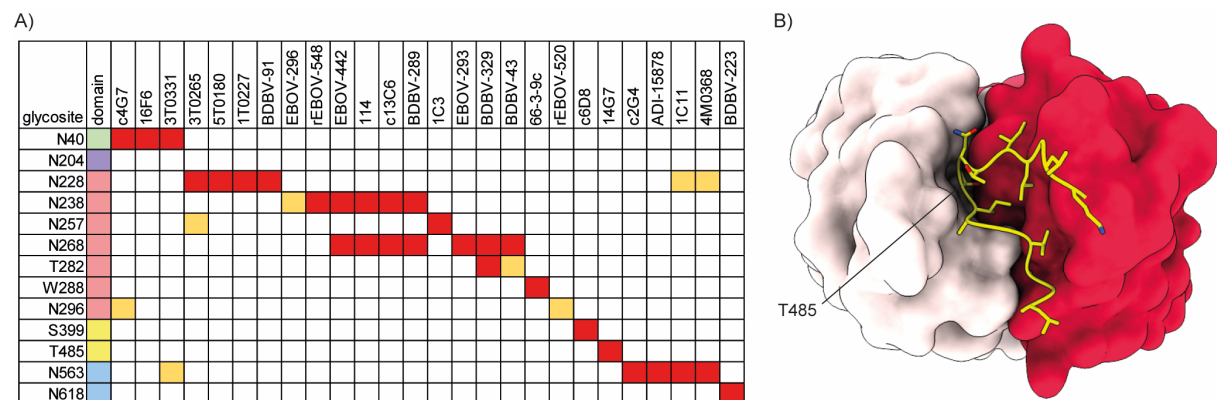 A)
B)
glycosite domain c4G7 16F6 3T0331 3T0265 5T0180 1T0227 BDBV-91 EBOV-296 rEBOV-548 EBOV-442 114 c13C6 BDBV-289 1C3 EBOV-293 BDBV-329 BDBV-43 66-3-9c rEBOV-520 c6D8 14G7 c2G4 ADI-15878 1C11 4M0368 BDBV-223
N40
N204
N228
N238
N257
N268
T282
W288
N296
S399
T485
N563
N618
T485